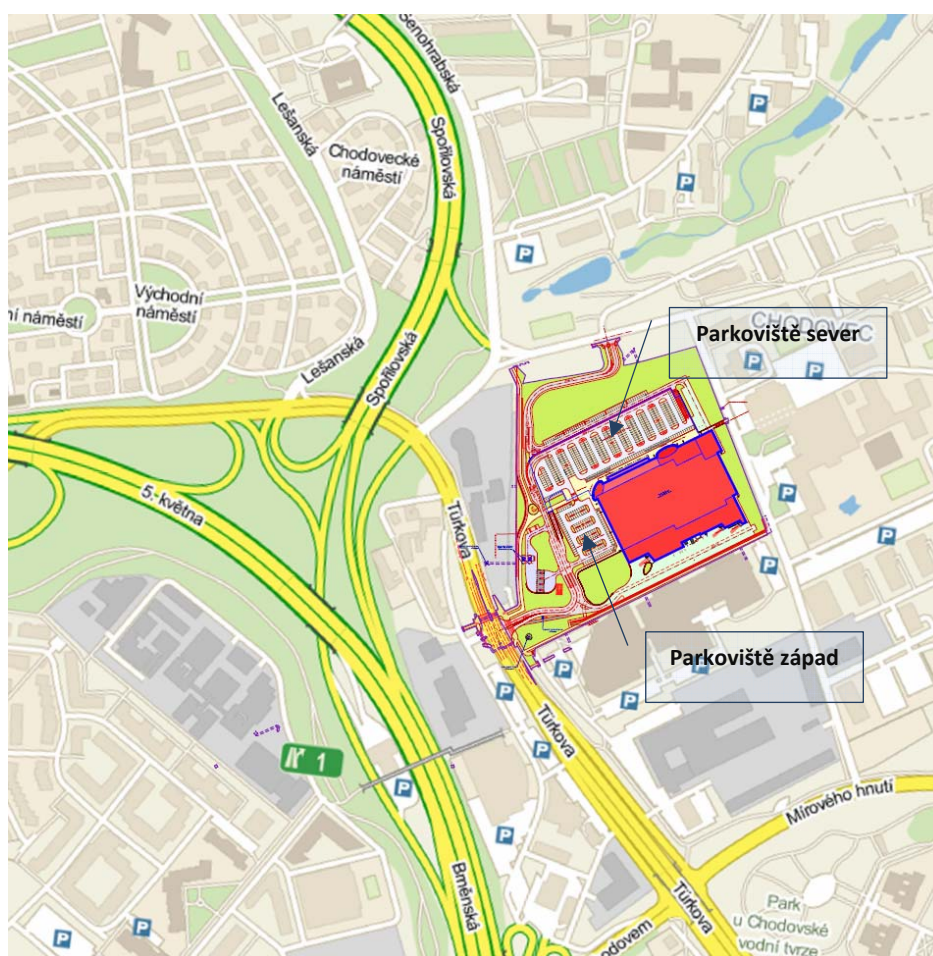 Senohrabská
Lešanská
Spořilovská
Chodovecké
náměstí
P
P
P
Východní
náměstí
ní náměstí
CHODOVEC
Parkoviště sever
P
P
Lešanská
Spořilovská
5. května
Türkova
P
P
P
Parkoviště západ
P
P
P
P
Türkova
P
1
P
Mírového hnutí
P
P
Brněnská
Türkova
Park
u Chodovské
vodní tvrze
P
P
hodovem